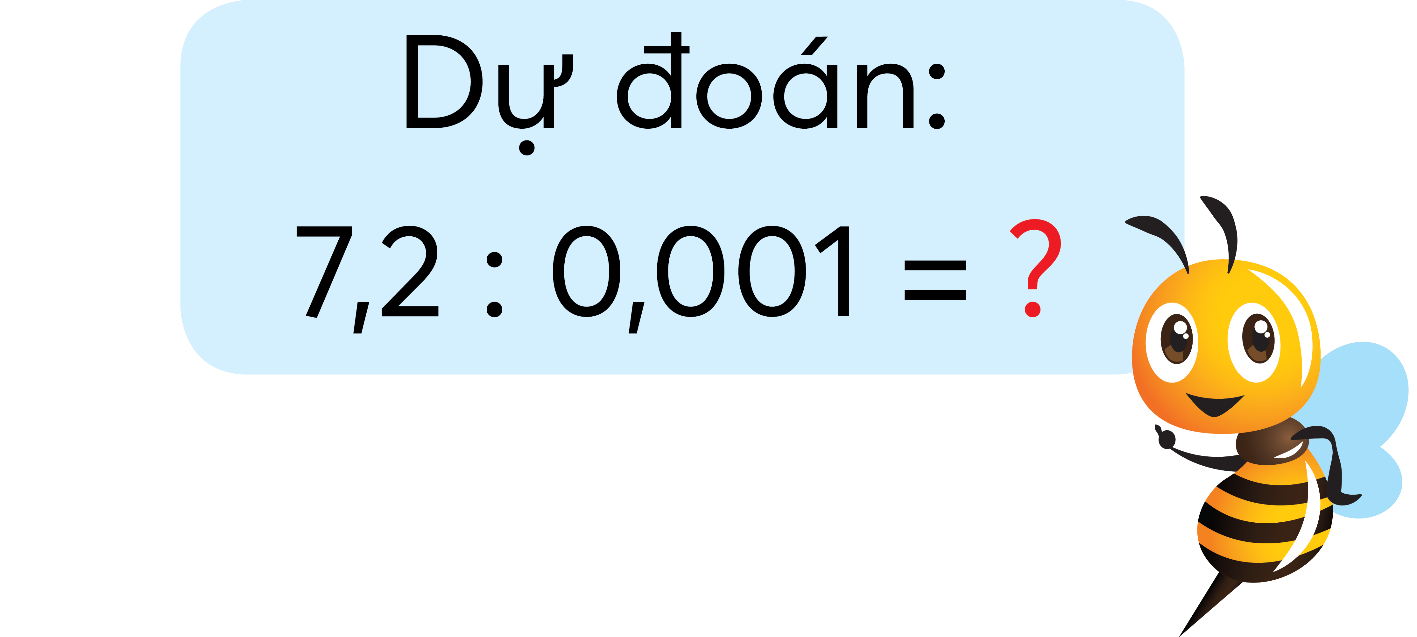 Dự đoán:
7,2 : 0,001 = ?